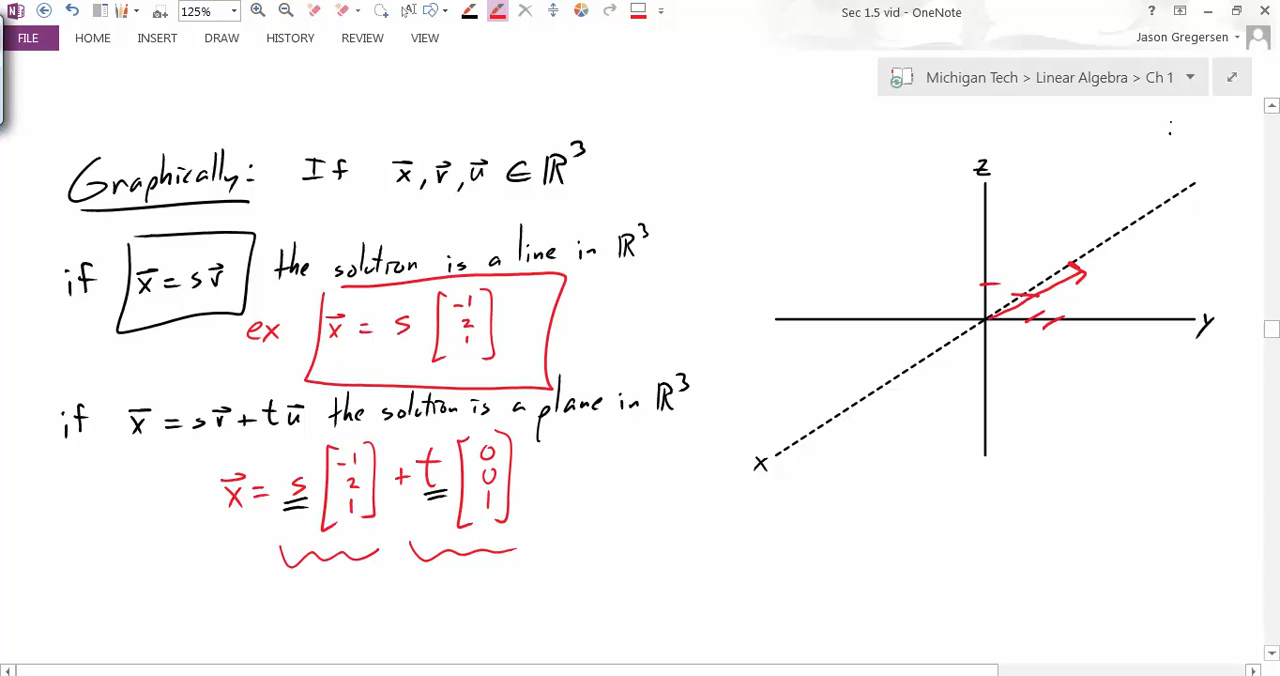 125%
Sec 1.5 vid - OneNote
?
FILE HOME INSERT DRAW HISTORY REVIEW VIEW
Jason Gregersen
Michigan Tech > Linear Algebra > Ch 1
Graphically: If x⃗, v⃗, u⃗ ∈ ℝ³
if x⃗ = sv⃗ the solution is a line in ℝ³
ex x⃗ = s [-1 2 1]
if x⃗ = sv⃗ + tu⃗ the solution is a plane in ℝ³
x⃗ = s [-1 2 1] + t [0 0 1]
z
y
x